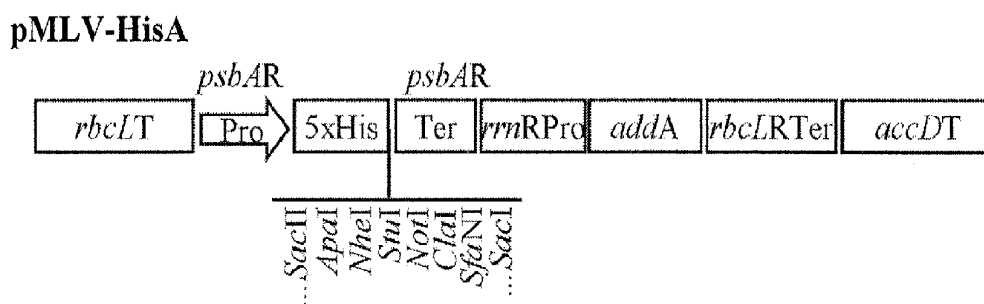 pMLV-HisA
psbAR psbAR
rbcLT Pro 5xHis Ter rrnRPro addA rbcLRTer accDT
....SacII
ApaI
NheI
StuI
NotI
ClaI
SfaNI
....SacI